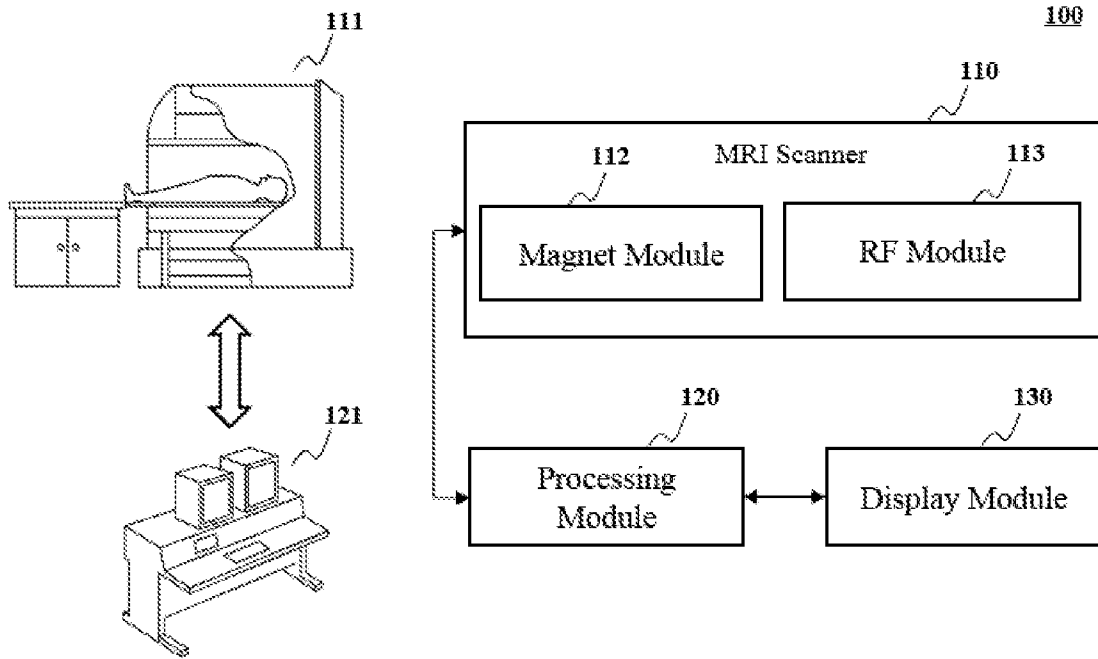 100
111
110
MRI Scanner
112
113
Magnet Module
RF Module
121
120
130
Processing
Module
Display Module